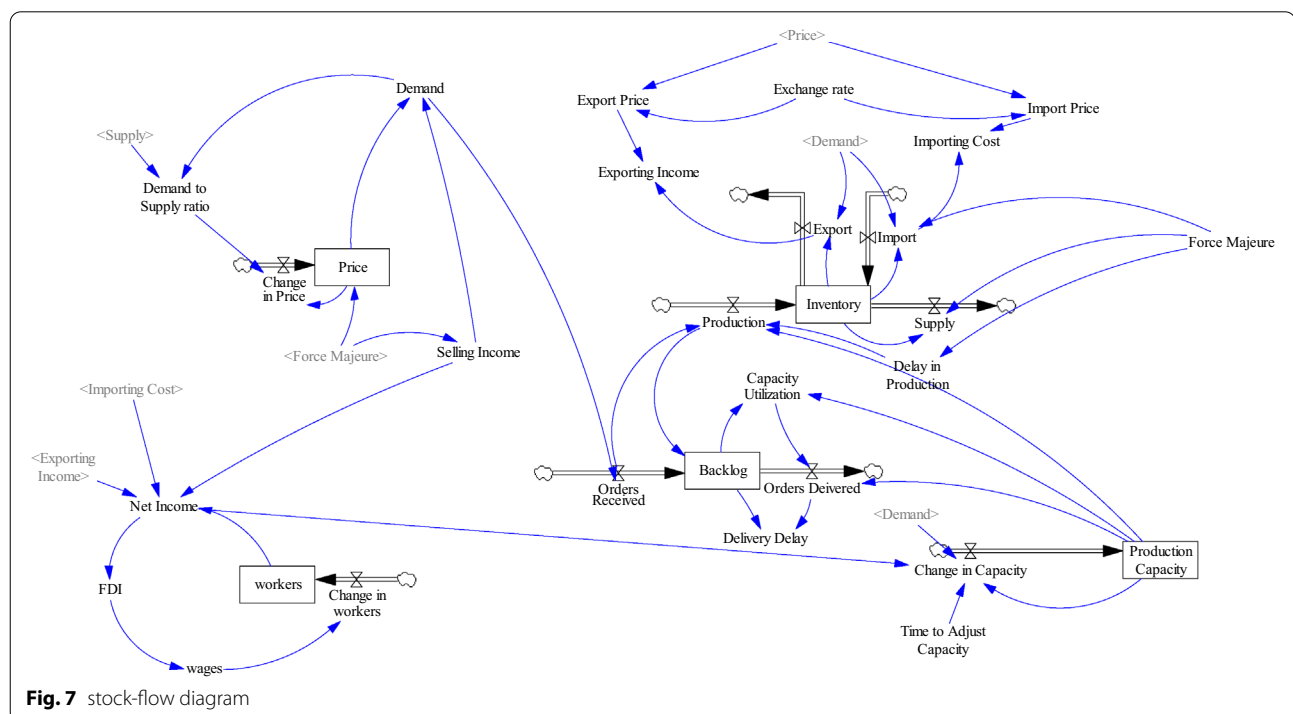 <Price>
Demand
Export Price
Exchange rate
Import Price
<Supply>
<Demand>
Importing Cost
Demand to
Supply ratio
Exporting Income
Export
Import
Force Majeure
Price
Change
in Price
Inventory
Production
Supply
<Force Majeure>
Selling Income
Delay in
Production
<Importing Cost>
Capacity
Utilization
<Exporting
Income>
Backlog
Orders
Received
Orders Deivered
Net Income
Delivery Delay
<Demand>
Production
Capacity
Change in Capacity
FDI
workers
Change in
workers
Time to Adjust
Capacity
wages
Fig. 7 stock-flow diagram